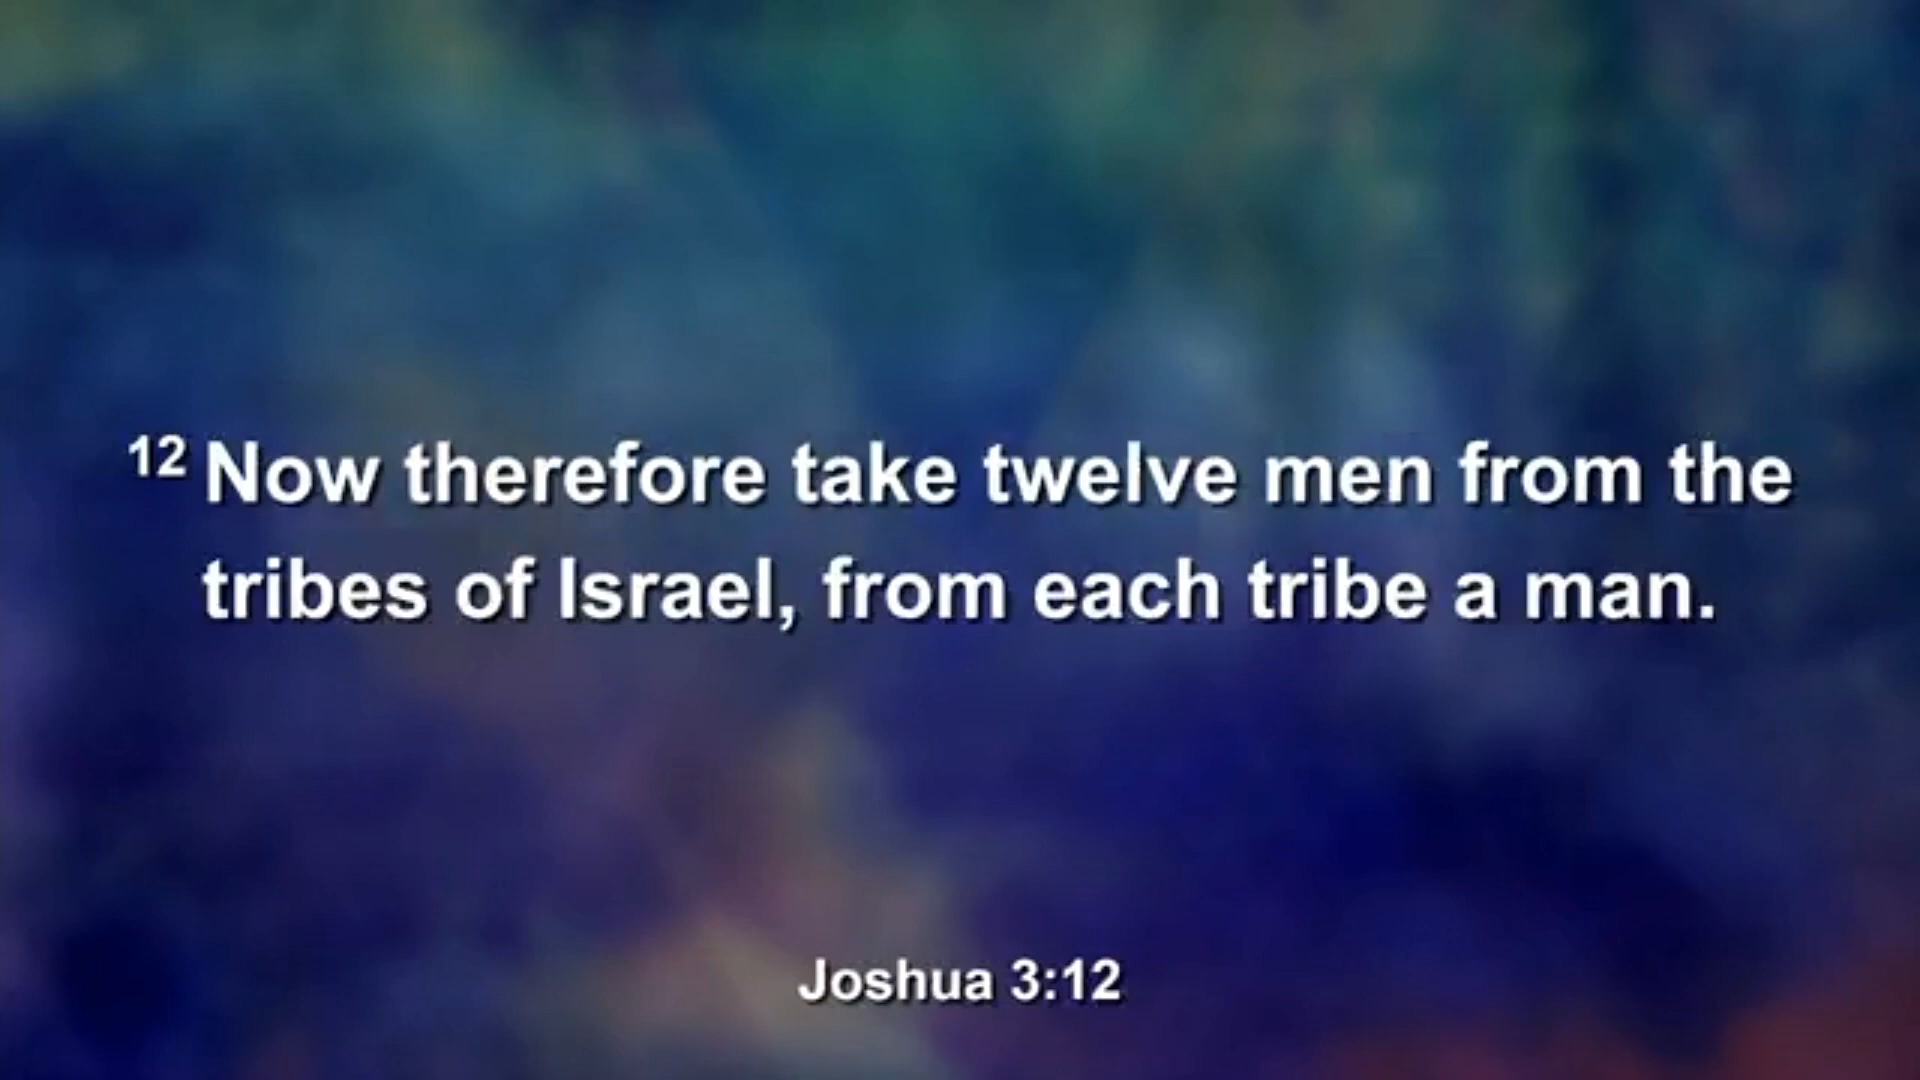 12 Now therefore take twelve men from the
tribes of Israel, from each tribe a man.
Joshua 3:12